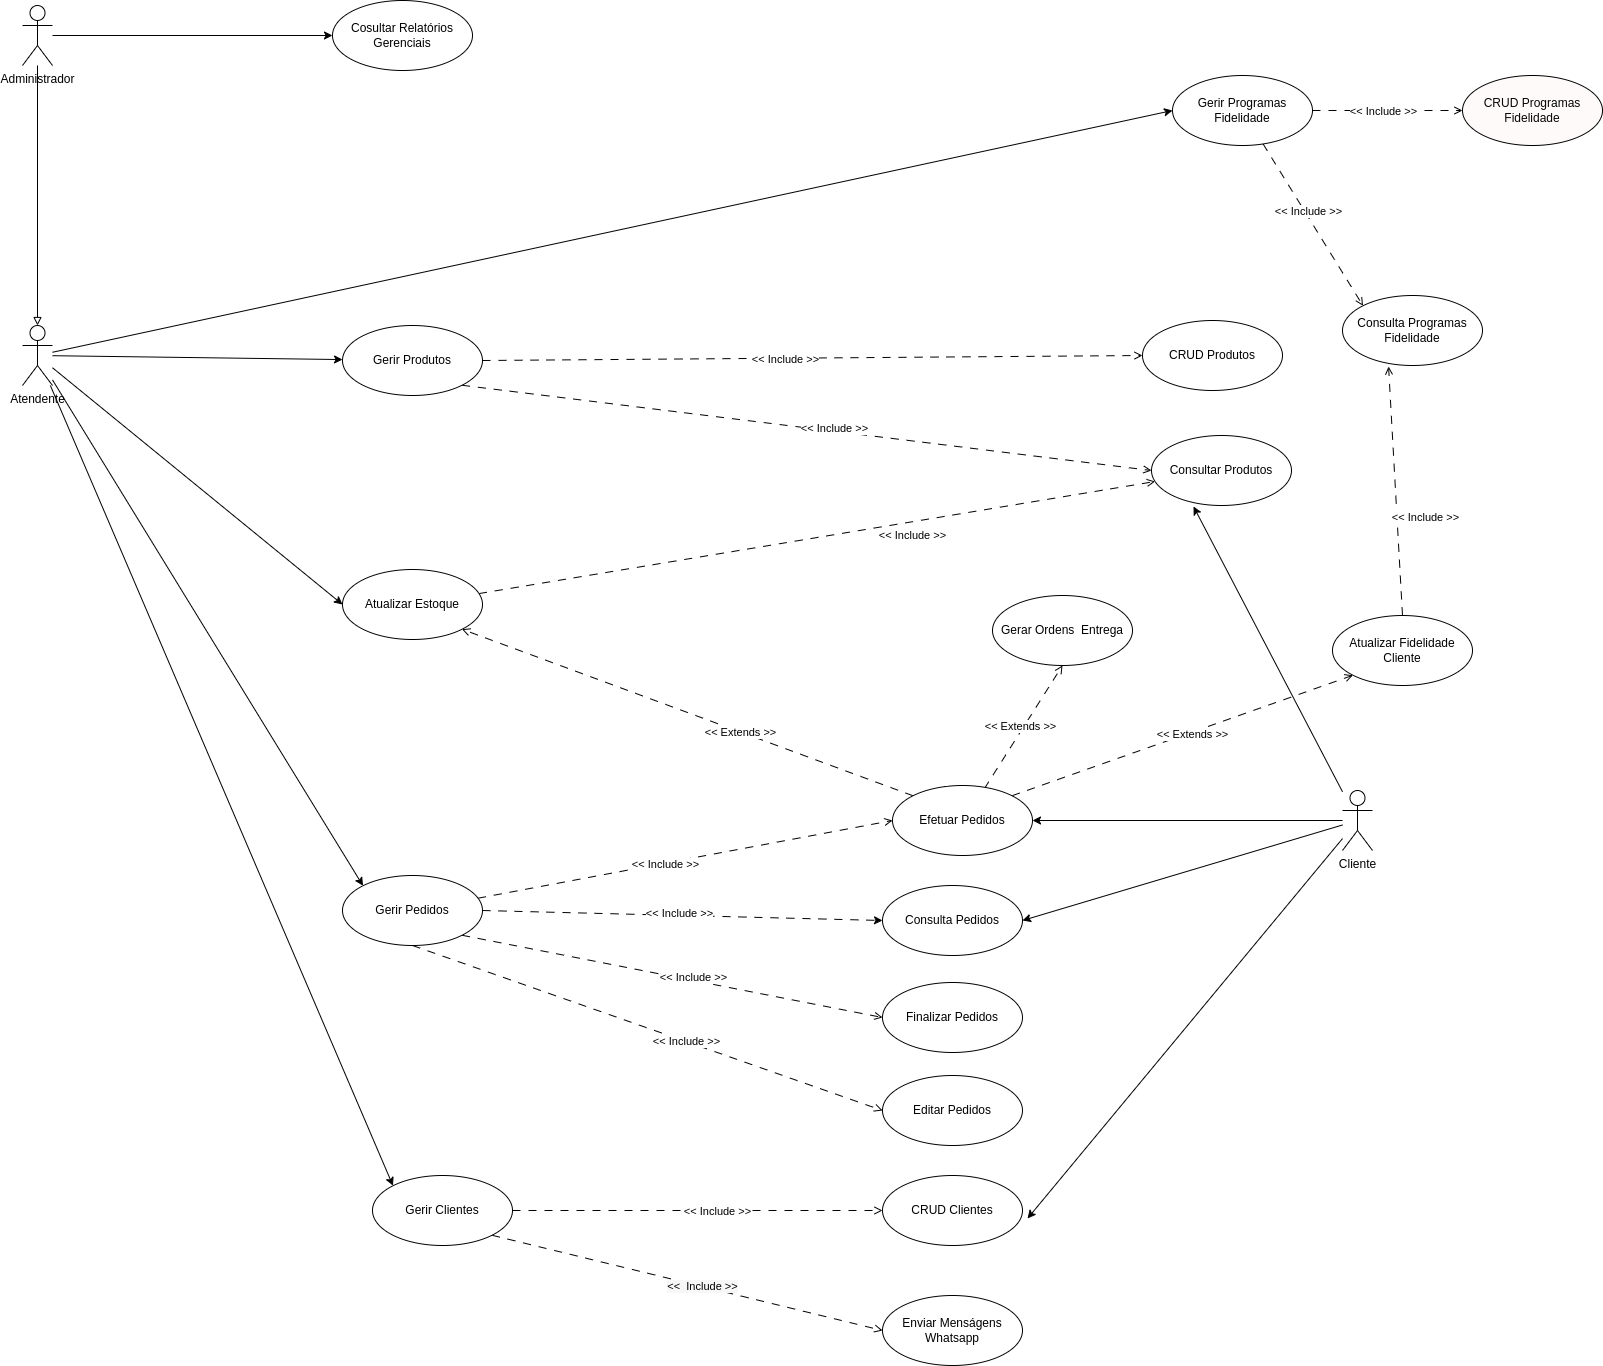 Cosultar Relatórios
Gerenciais
Administrador
Gerir Programas
Fidelidade
<< Include >>
CRUD Programas
Fidelidade
<< Include >>
Consulta Programas
Fidelidade
Atendente
Gerir Produtos
<< Include >>
CRUD Produtos
<< Include >>
Consultar Produtos
<< Include >>
<< Include >>
Atualizar Estoque
Gerar Ordens  Entrega
Atualizar Fidelidade
Cliente
<< Extends >>
<< Extends >>
<< Extends >>
Efetuar Pedidos
Cliente
<< Include >>
Gerir Pedidos
<< Include >>
Consulta Pedidos
<< Include >>
Finalizar Pedidos
<< Include >>
Editar Pedidos
Gerir Clientes
<< Include >>
CRUD Clientes
<<  Include >>
Enviar Menságens
Whatsapp